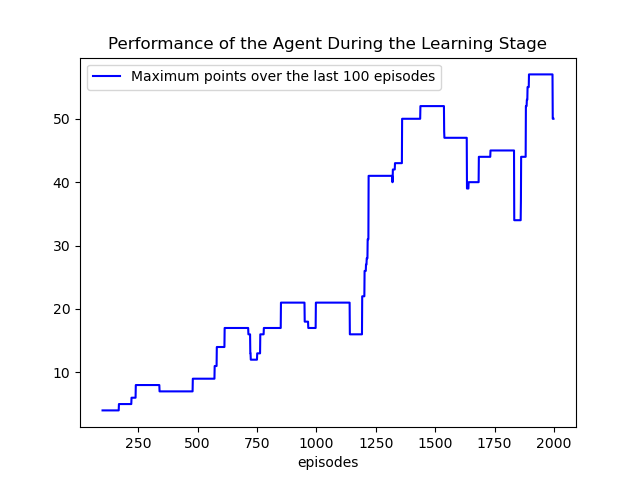 Performance of the Agent During the Learning Stage
Maximum points over the last 100 episodes
50
40
30
20
10
250 500 750 1000 1250 1500 1750 2000
episodes